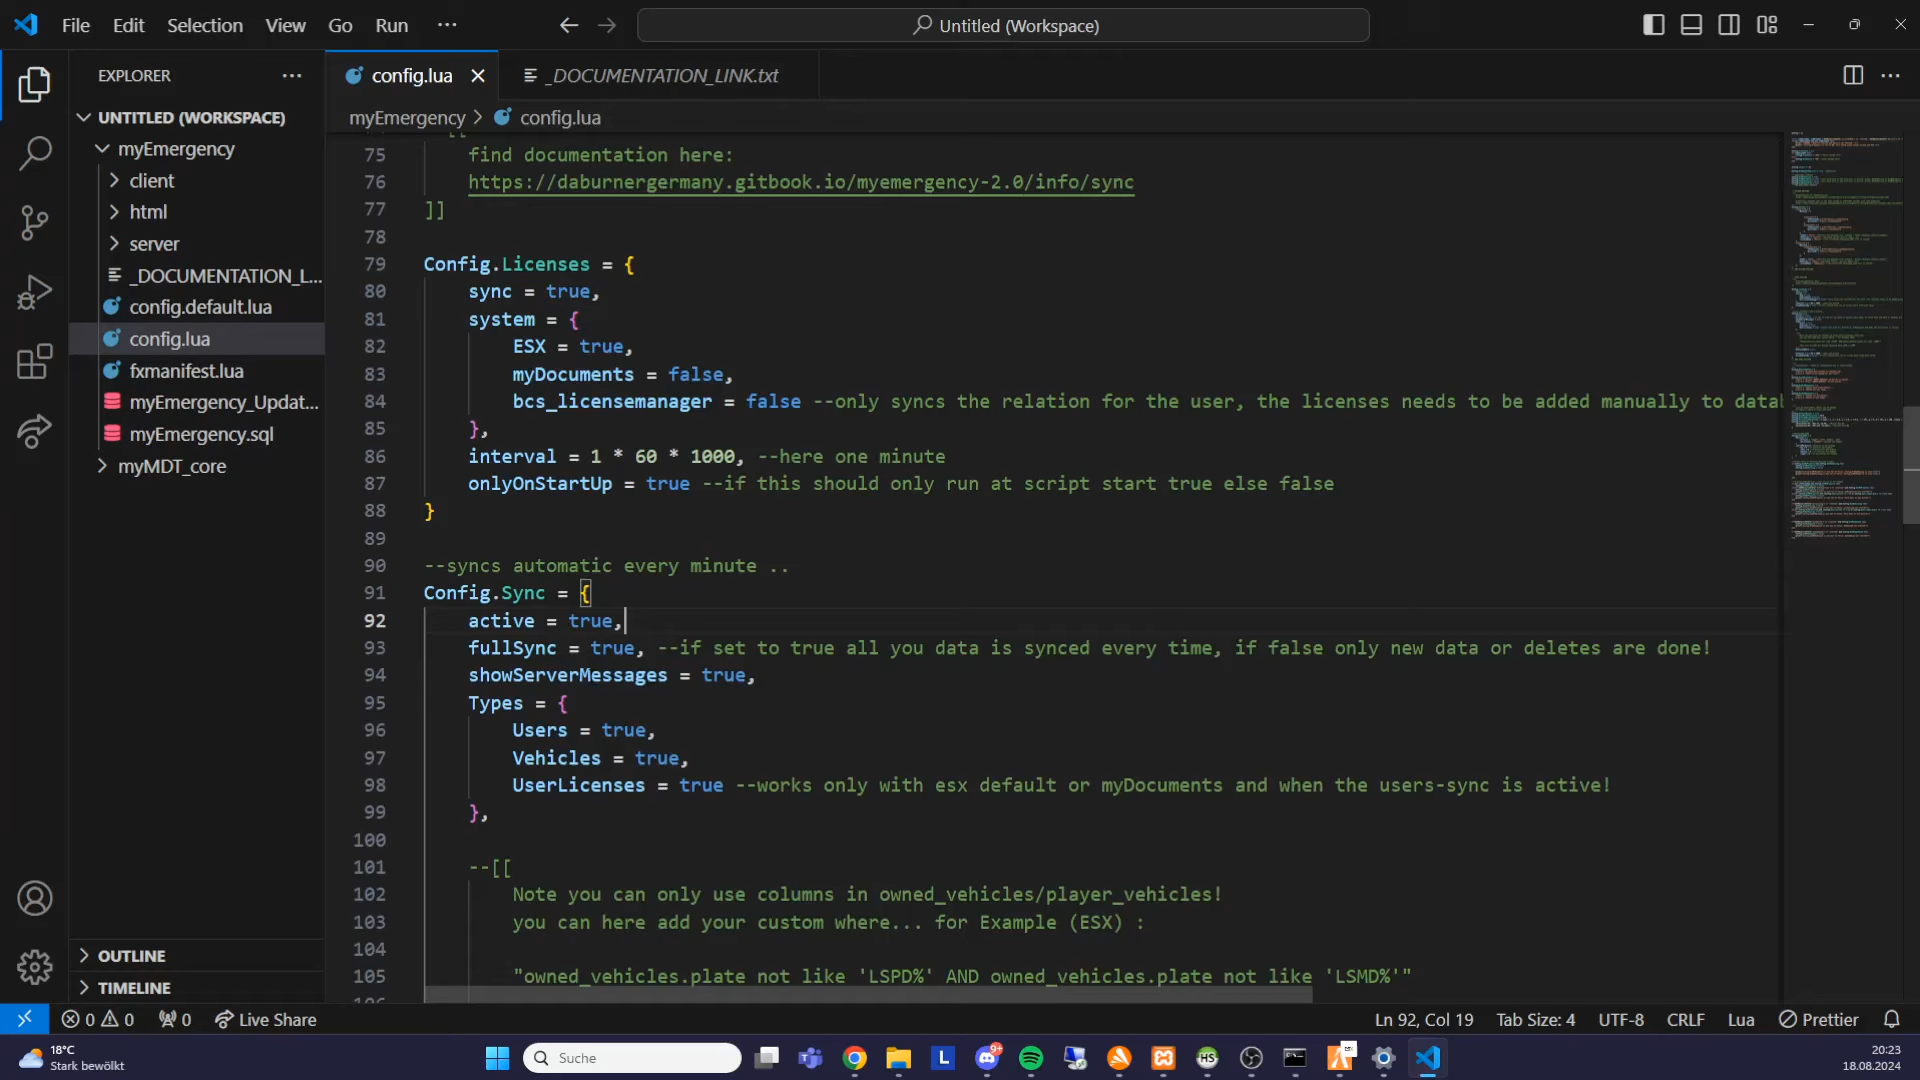 File Edit Selection View Go Run ···
Untitled (Workspace)
EXPLORER
UNTITLED (WORKSPACE)
myEmergency
client
html
server
_DOCUMENTATION_L...
config.default.lua
config.lua
fxmanifest.lua
myEmergency_Updat...
myEmergency.sql
myMDT_core
OUTLINE
TIMELINE
config.lua
_DOCUMENTATION_LINK.txt
myEmergency > config.lua
75 find documentation here:
76 https://daburnergermany.gitbook.io/myemergency-2.0/info/sync
77 ]]
78
79 Config.Licenses = {
80 sync = true,
81 system = {
82 ESX = true,
83 myDocuments = false,
84 bcs_licensemanager = false --only syncs the relation for the user, the licenses needs to be added manually to datab
85 },
86 interval = 1 * 60 * 1000, --here one minute
87 onlyOnStartUp = true --if this should only run at script start true else false
88 }
89
90 --syncs automatic every minute ..
91 Config.Sync = {
92 active = true,
93 fullSync = true, --if set to true all you data is synced every time, if false only new data or deletes are done!
94 showServerMessages = true,
95 Types = {
96 Users = true,
97 Vehicles = true,
98 UserLicenses = true --works only with esx default or myDocuments and when the users-sync is active!
99 },
100
101 --[[
102 Note you can only use columns in owned_vehicles/player_vehicles!
103 you can here add your custom where... for Example (ESX) :
104
105 "owned_vehicles.plate not like 'LSPD%' AND owned_vehicles.plate not like 'LSMD%'"
0 0 0 Live Share
Ln 92, Col 19 Tab Size: 4 UTF-8 CRLF Lua Prettier
18°C
Stark bewölkt
Suche
9+
20:23
18.08.2024